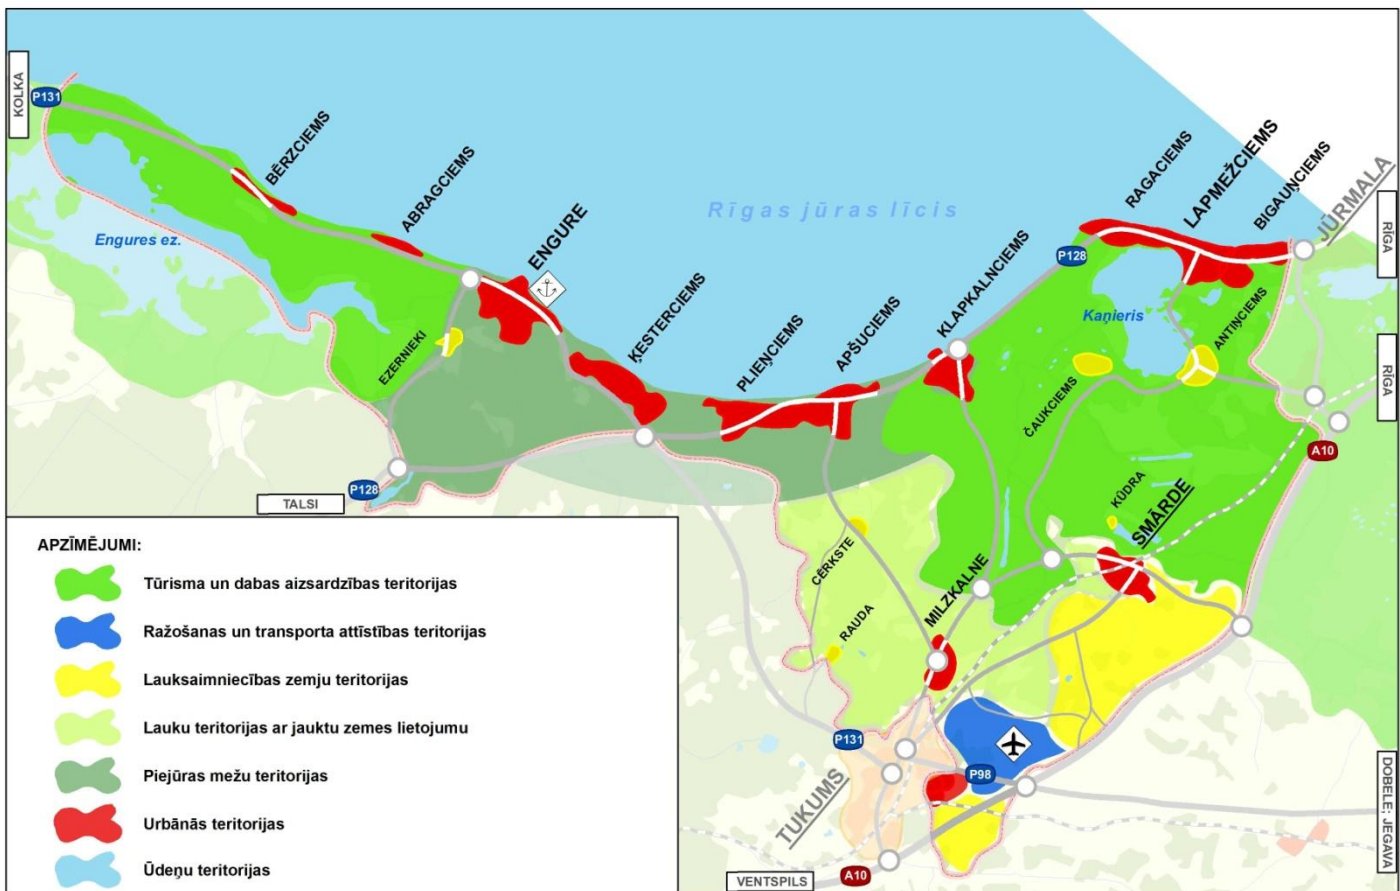 KOLKA
P131
BĒRZCIEMS
ABRAGCIEMS
ENGURE
Engures ez.
EZERNIEKI
ĶESTERCIEMS
Rīgas jūras līcis
PLIEŅCIEMS
APŠUCIEMS
KLAPKALNCIEMS
P128
RAGACIEMS
LAPMEŽCIEMS
BIGAUŅCIEMS
JŪRMALA
RĪGA
Kaņieris
ANTIŅCIEMS
ČAUKCIEMS
RĪGA
A10
P128
TALSI
KŪDRA
SMĀRDE
CĒRKSTE
RAUDA
MILZKALNE
P131
P98
TUKUMS
A10
VENTSPILS
DOBELE; JEGAVA
APZĪMĒJUMI:
Tūrisma un dabas aizsardzības teritorijas
Ražošanas un transporta attīstības teritorijas
Lauksaimniecības zemju teritorijas
Lauku teritorijas ar jauktu zemes lietojumu
Piejūras mežu teritorijas
Urbānās teritorijas
Ūdeņu teritorijas